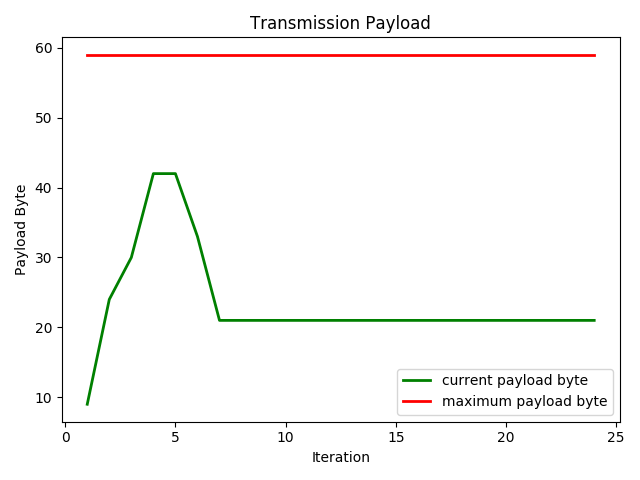 Transmission Payload
60
50
40
30
20
10
Payload Byte
0
5
10
15
20
25
Iteration
current payload byte
maximum payload byte